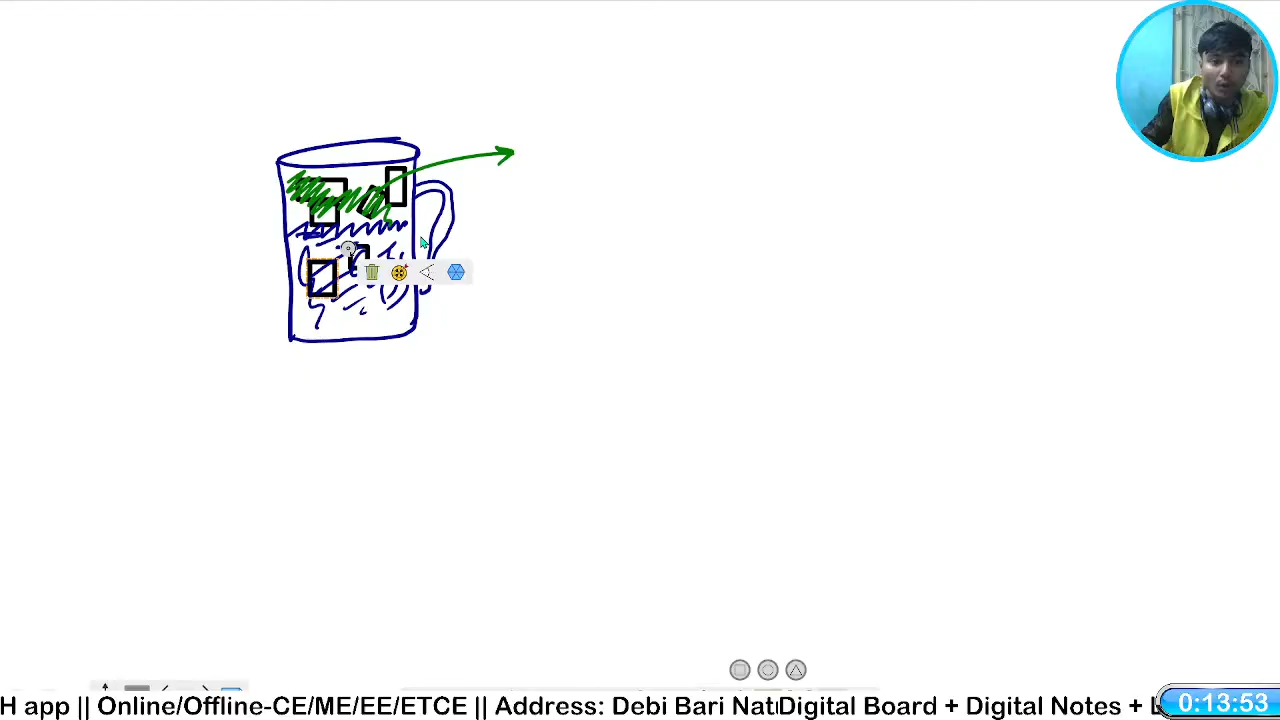 H app || Online/Offline-CE/ME/EE/ETCE || Address: Debi Bari Nat
Digital Board + Digital Notes + L
0:13:53